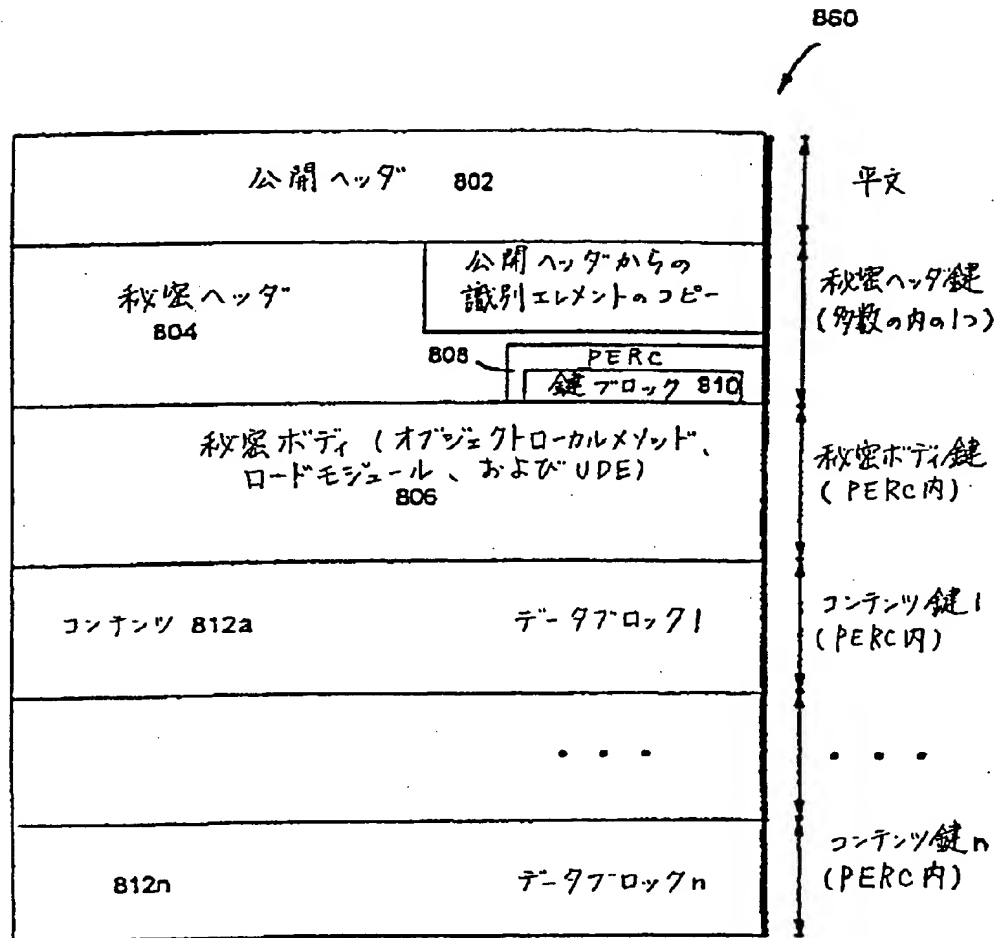 860
公開ヘッダ 802
平文
秘密ヘッダ
804
公開ヘッダからの
識別エレメントのコピー
808
PERC
鍵ブロック 810
秘密ヘッダ鍵
(多数の内の1つ)
秘密ボディ (オブジェクトローカルメソッド、
ロードモジュール、およびUDE)
806
秘密ボディ鍵
(PERC内)
コンテンツ 812a
データブロック1
コンテンツ鍵1
(PERC内)
・・・
・・・
812n
データブロックn
コンテンツ鍵n
(PERC内)